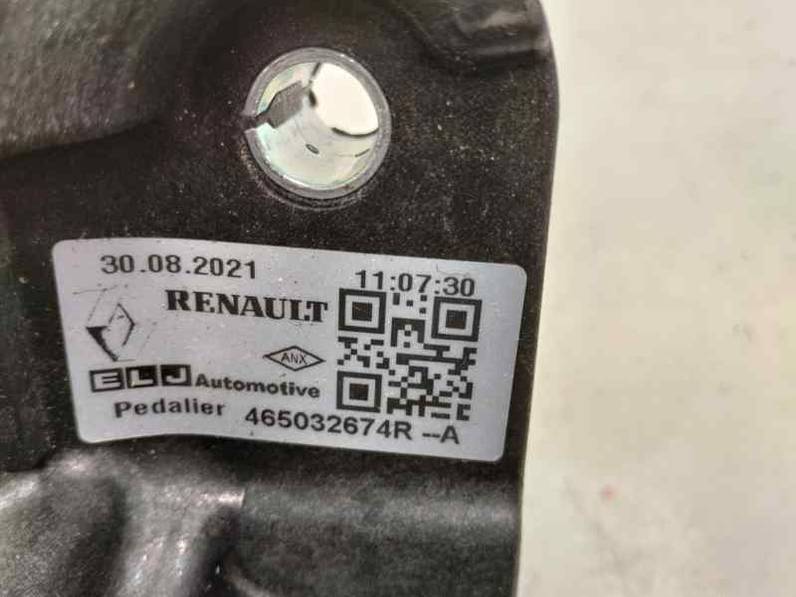 30.08.2021 11:07:30
RENAULT
ANX
ELJ Automotive
Pedalier 465032674R --A